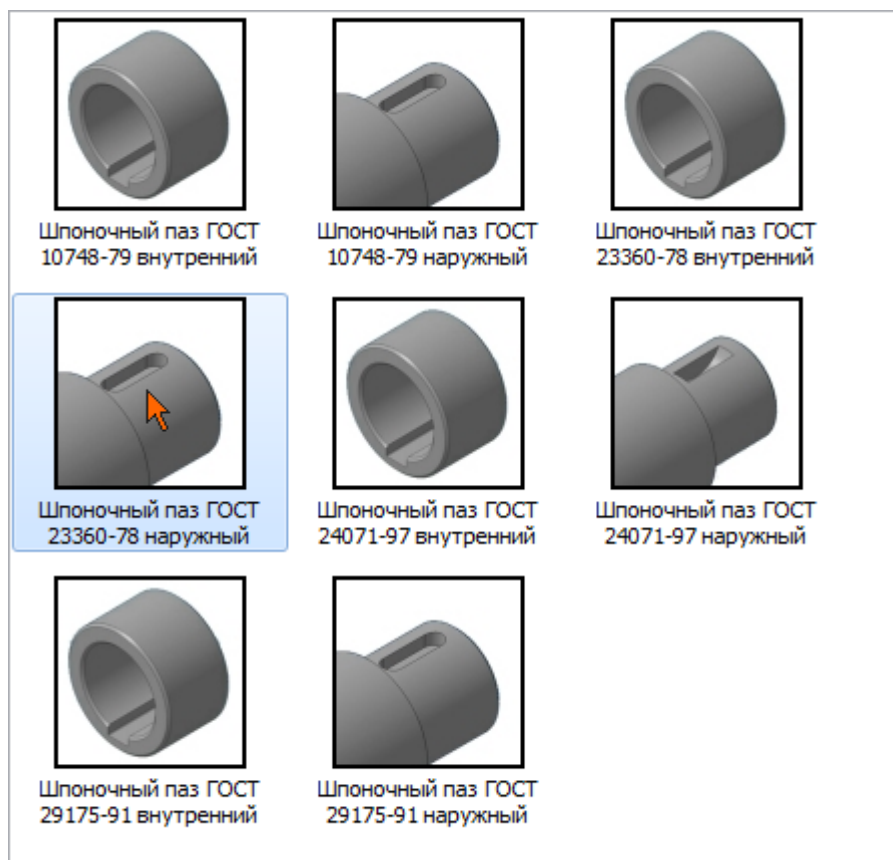 Шпоночный паз ГОСТ
10748-79 внутренний
Шпоночный паз ГОСТ
10748-79 наружный
Шпоночный паз ГОСТ
23360-78 внутренний
Шпоночный паз ГОСТ
23360-78 наружный
Шпоночный паз ГОСТ
24071-97 внутренний
Шпоночный паз ГОСТ
24071-97 наружный
Шпоночный паз ГОСТ
29175-91 внутренний
Шпоночный паз ГОСТ
29175-91 наружный